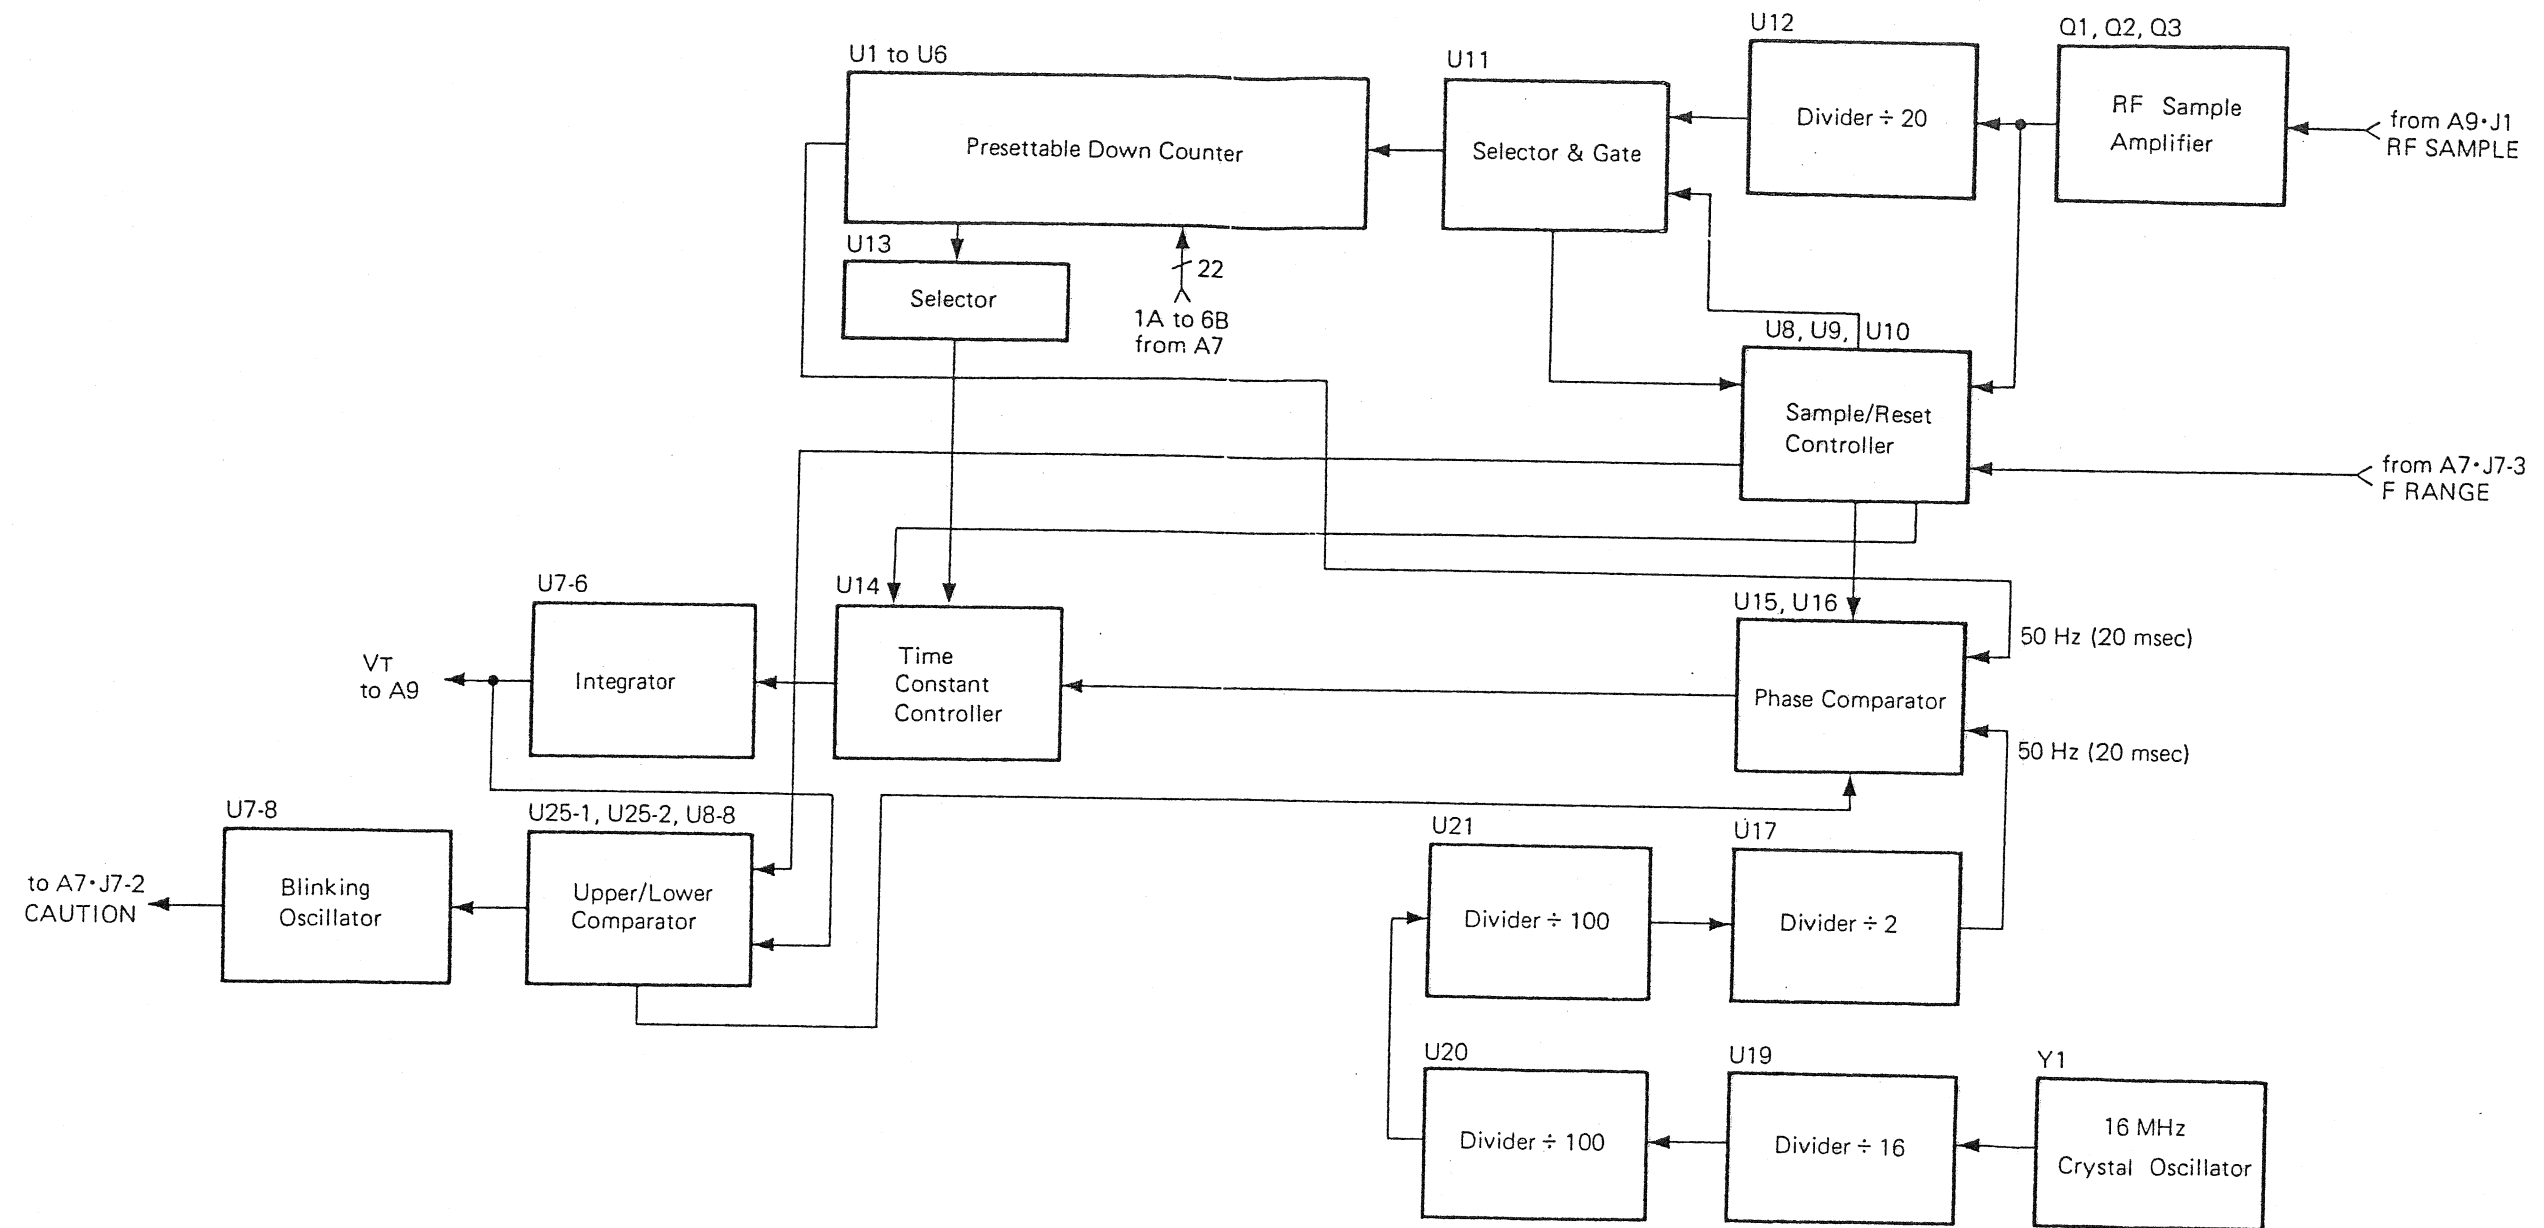 U12
Q1, Q2, Q3
U1 to U6
U11
RF Sample
Amplifier
Divider ÷ 20
from A9·J1
RF SAMPLE
Presettable Down Counter
Selector & Gate
U13
Selector
22
1A to 6B
from A7
U8, U9, U10
Sample/Reset
Controller
from A7·J7-3
F RANGE
U7-6
U14
U15, U16
50 Hz (20 msec)
VT
to A9
Integrator
Time
Constant
Controller
Phase Comparator
50 Hz (20 msec)
U7-8
U25-1, U25-2, U8-8
U21
U17
to A7·J7-2
CAUTION
Blinking
Oscillator
Upper/Lower
Comparator
Divider ÷ 100
Divider ÷ 2
U20
U19
Y1
Divider ÷ 100
Divider ÷ 16
16 MHz
Crystal Oscillator